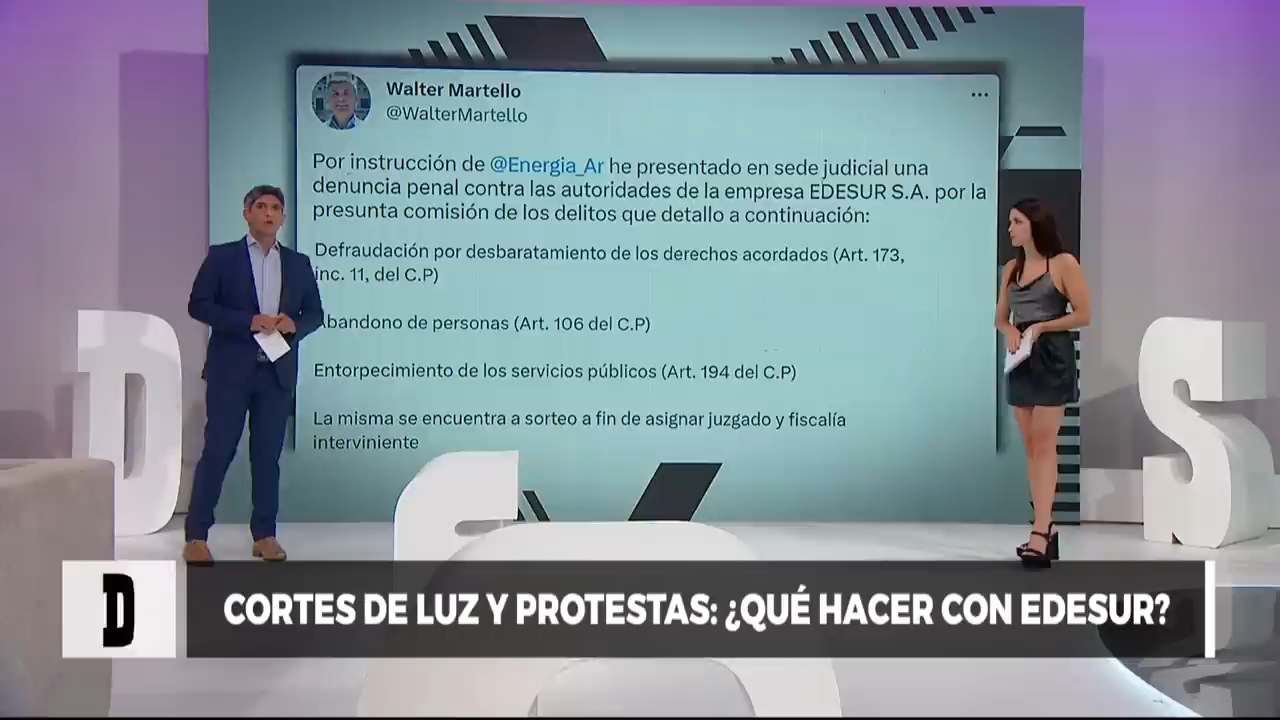 Walter Martello
@WalterMartello
Por instrucción de @Energia_Ar he presentado en sede judicial una
denuncia penal contra las autoridades de la empresa EDESUR S.A. por la
presunta comisión de los delitos que detallo a continuación:
Defraudación por desbaratamiento de los derechos acordados (Art. 173,
inc. 11, del C.P)
Abandono de personas (Art. 106 del C.P)
Entorpecimiento de los servicios públicos (Art. 194 del C.P)
La misma se encuentra a sorteo a fin de asignar juzgado y fiscalía
interviniente
D
S
D
CORTES DE LUZ Y PROTESTAS: ¿QUÉ HACER CON EDESUR?